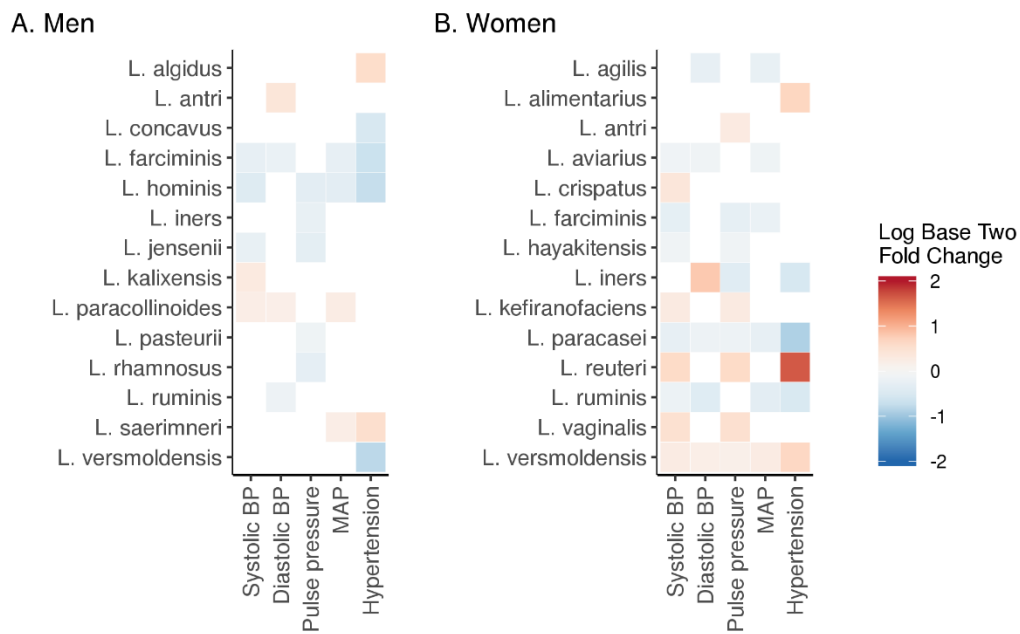 A. Men
L. algidus
L. antri
L. concavus
L. farciminis
L. hominis
L. iners
L. jensenii
L. kalixensis
L. paracollinoides
L. pasteurii
L. rhamnosus
L. ruminis
L. saerimneri
L. versmoldensis
Systolic BP
Diastolic BP
Pulse pressure
MAP
Hypertension
B. Women
L. agilis
L. alimentarius
L. antri
L. aviarius
L. crispatus
L. farciminis
L. hayakitensis
L. iners
L. kefiranofaciens
L. paracasei
L. reuteri
L. ruminis
L. vaginalis
L. versmoldensis
Systolic BP
Diastolic BP
Pulse pressure
MAP
Hypertension
Log Base Two
Fold Change
2
1
0
-1
-2